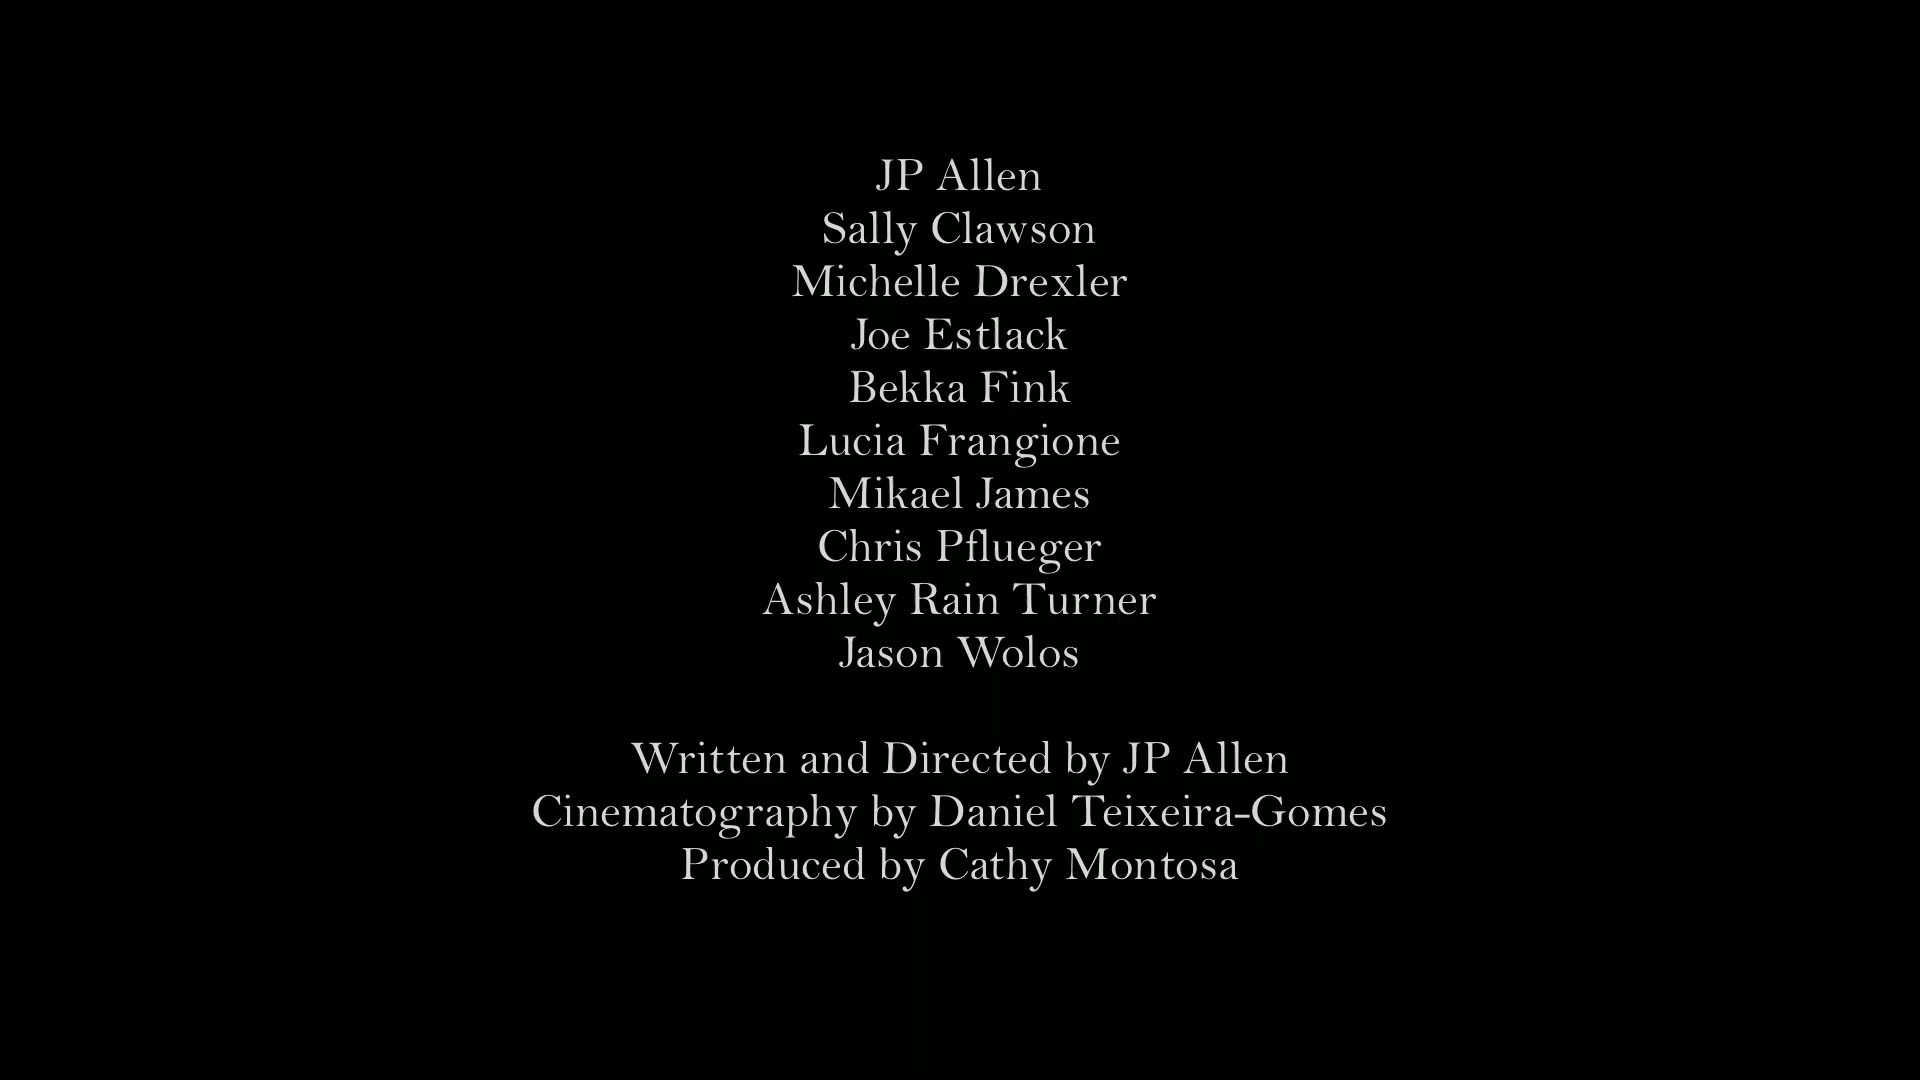 JP Allen
Sally Clawson
Michelle Drexler
Joe Estlack
Bekka Fink
Lucia Frangione
Mikael James
Chris Pflueger
Ashley Rain Turner
Jason Wolos
Written and Directed by JP Allen
Cinematography by Daniel Teixeira-Gomes
Produced by Cathy Montosa